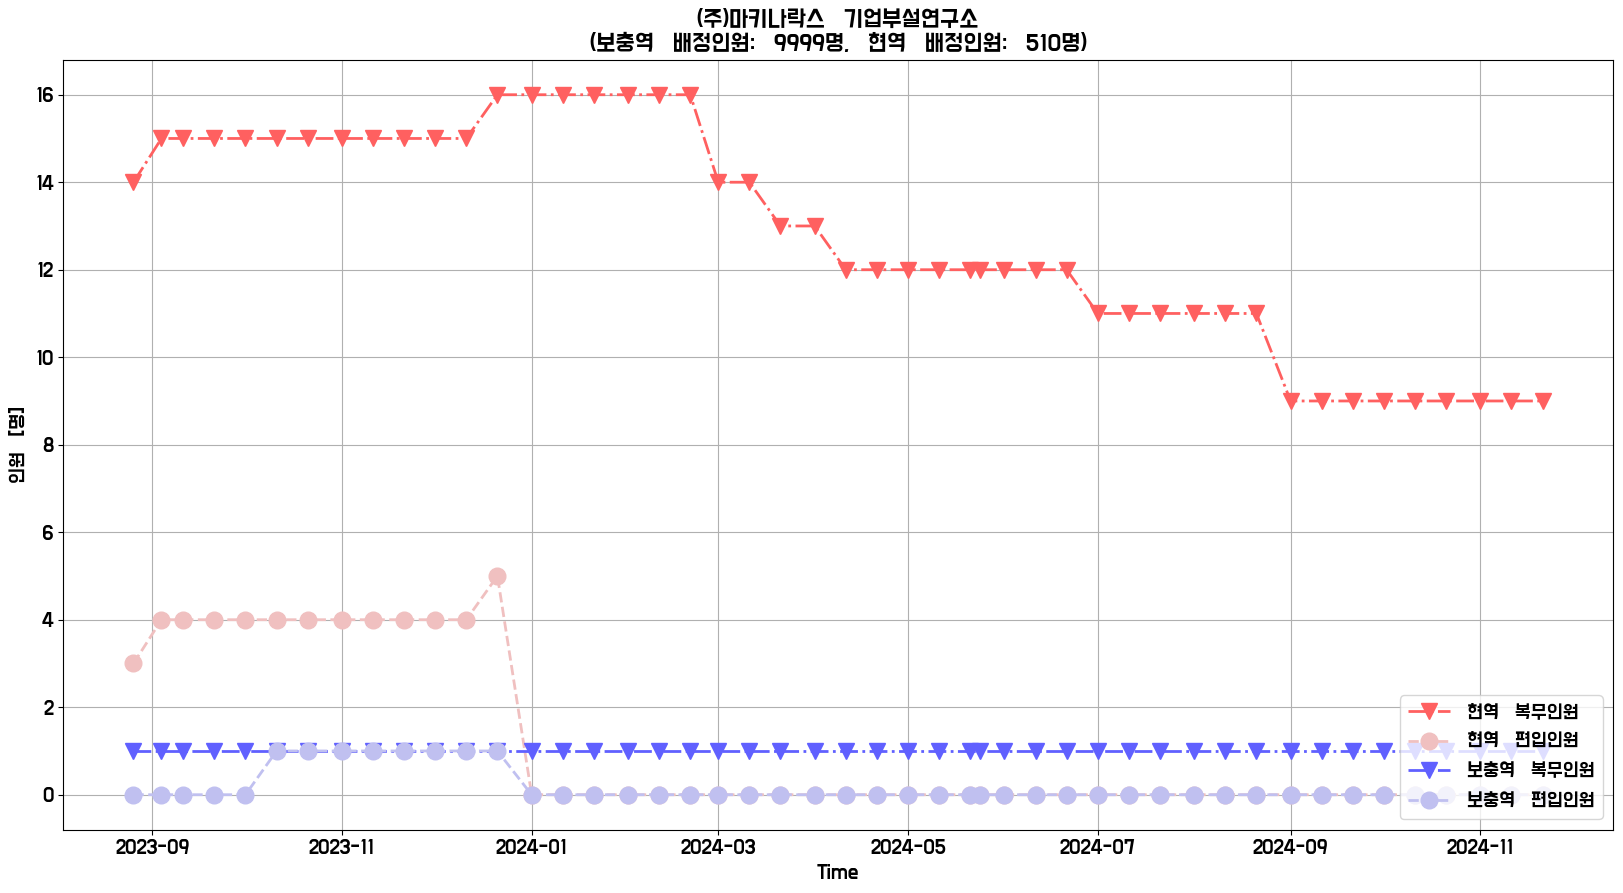 (주)마키나락스 기업부설연구소
(보충역 배정인원: 9999명, 현역 배정인원: 510명)
인원 [명]
16
14
12
10
8
6
4
2
0
현역 복무인원
현역 편입인원
보충역 복무인원
보충역 편입인원
2023-09 2023-11 2024-01 2024-03 2024-05 2024-07 2024-09 2024-11
Time